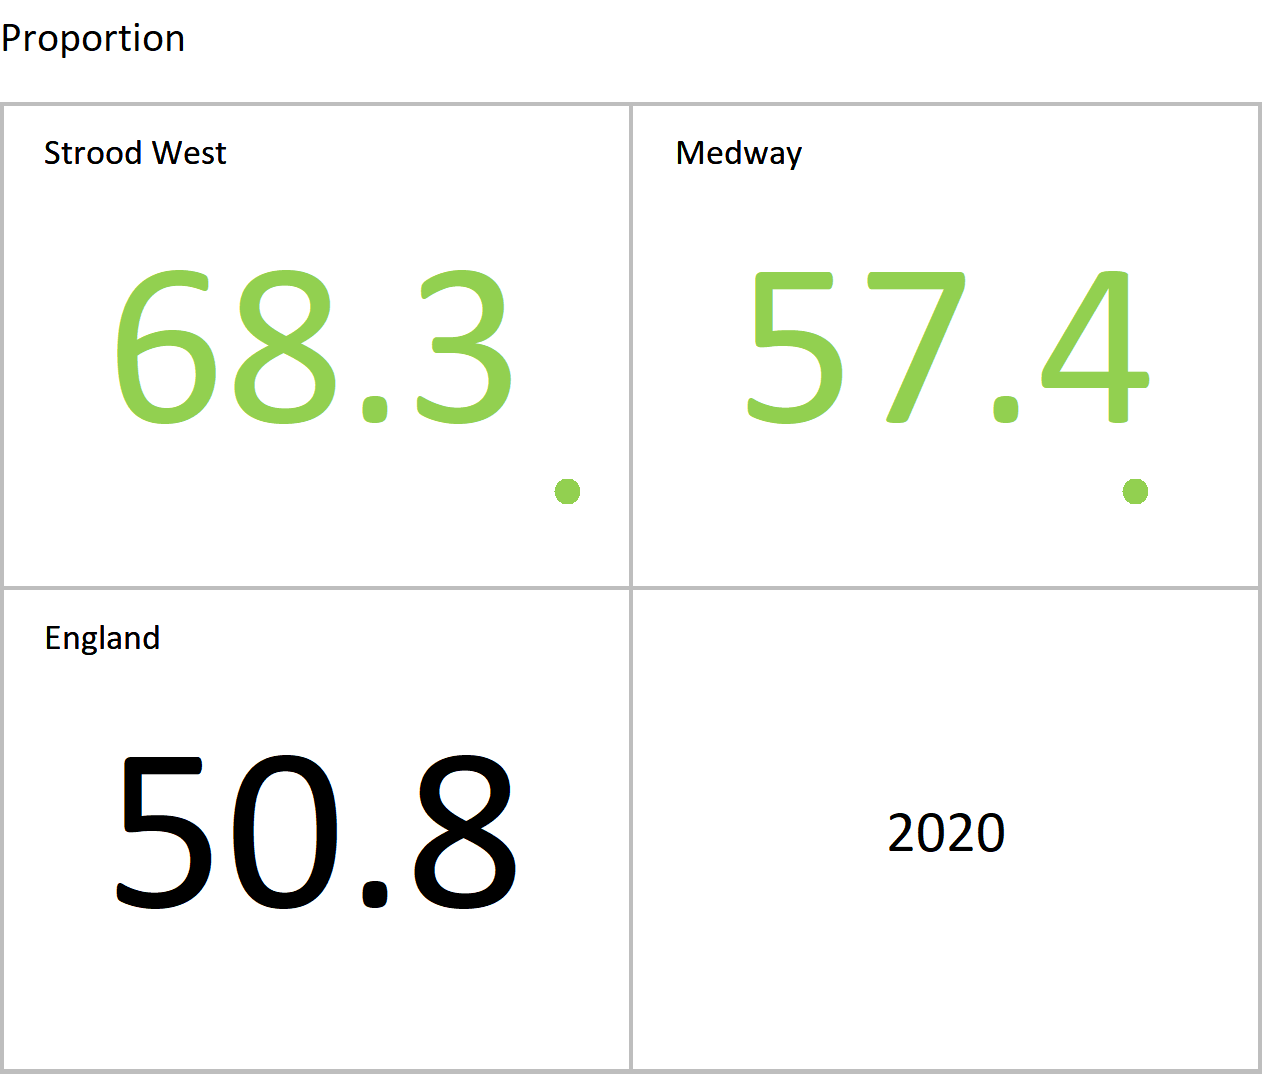 Proportion
Strood West
Medway
68.3
57.4
England
50.8
2020